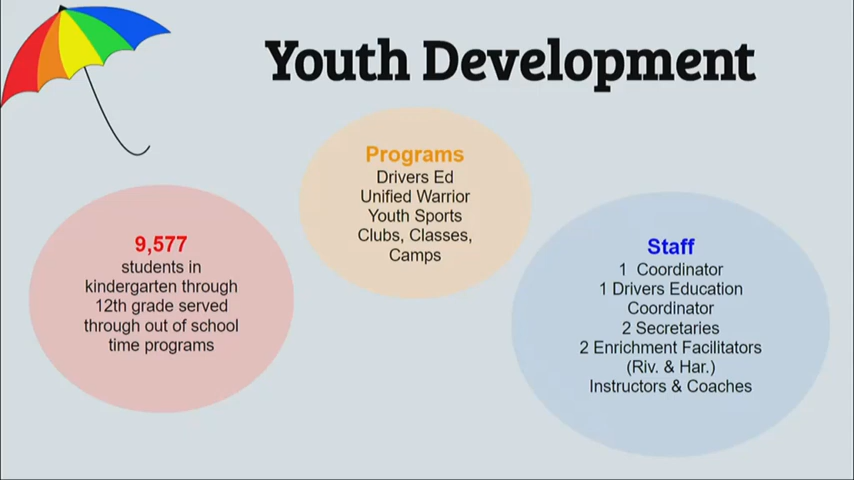 Youth Development
Programs
Drivers Ed
Unified Warrior
Youth Sports
Clubs, Classes,
Camps
9,577
students in
kindergarten through
12th grade served
through out of school
time programs
Staff
1 Coordinator
1 Drivers Education
Coordinator
2 Secretaries
2 Enrichment Facilitators
(Riv. & Har.)
Instructors & Coaches